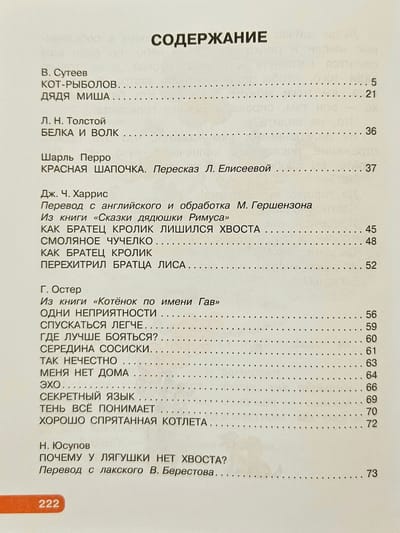 СОДЕРЖАНИЕ
В. Сутеев
КОТ-РЫБОЛОВ 5
ДЯДЯ МИША 21
Л. Н. Толстой
БЕЛКА И ВОЛК 36
Шарль Перро
КРАСНАЯ ШАПОЧКА. Пересказ Л. Елисеевой 37
Дж. Ч. Харрис
Перевод с английского и обработка М. Гершензона
Из книги «Сказки дядюшки Римуса»
КАК БРАТЕЦ КРОЛИК ЛИШИЛСЯ ХВОСТА 45
СМОЛЯНОЕ ЧУЧЕЛКО 48
КАК БРАТЕЦ КРОЛИК
ПЕРЕХИТРИЛ БРАТЦА ЛИСА 52
Г. Остер
Из книги «Котёнок по имени Гав»
ОДНИ НЕПРИЯТНОСТИ 56
СПУСКАТЬСЯ ЛЕГЧЕ 59
ГДЕ ЛУЧШЕ БОЯТЬСЯ? 60
СЕРЕДИНА СОСИСКИ 61
ТАК НЕЧЕСТНО 63
МЕНЯ НЕТ ДОМА 64
ЭХО 66
СЕКРЕТНЫЙ ЯЗЫК 69
ТЕНЬ ВСЁ ПОНИМАЕТ 70
ХОРОШО СПРЯТАННАЯ КОТЛЕТА 72
Н. Юсупов
ПОЧЕМУ У ЛЯГУШКИ НЕТ ХВОСТА?
Перевод с лакского В. Берестова 73
222